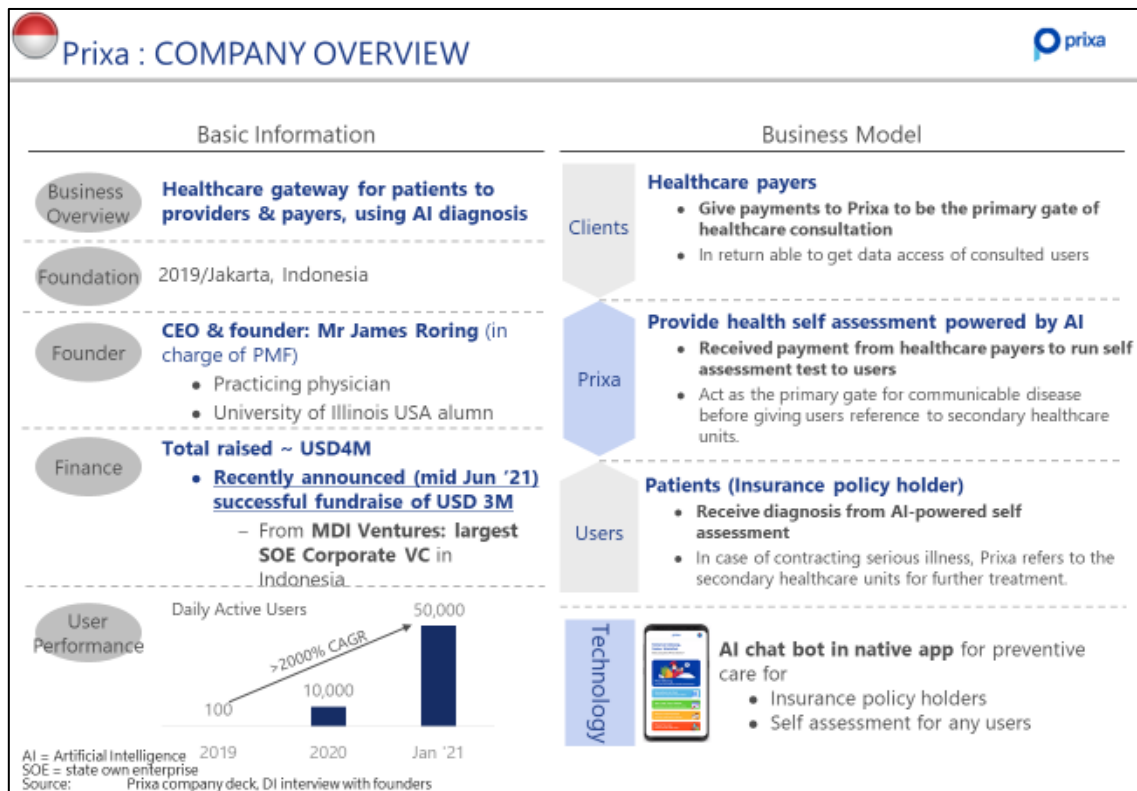 Prixa : COMPANY OVERVIEW
prixa
Basic Information
Business
Overview
Healthcare gateway for patients to
providers & payers, using AI diagnosis
Foundation
2019/Jakarta, Indonesia
Founder
CEO & founder: Mr James Roring (in
charge of PMF)
● Practicing physician
● University of Illinois USA alumn
Finance
Total raised ~ USD4M
• Recently announced (mid Jun '21)
successful fundraise of USD 3M
– From MDI Ventures: largest
SOE Corporate VC in
Indonesia
User
Performance
Daily Active Users
>2000% CAGR
100
10,000
50,000
2019
2020
Jan '21
AI = Artificial Intelligence
SOE = state own enterprise
Source: Prixa company deck, DI interview with founders
Business Model
Clients
Healthcare payers
• Give payments to Prixa to be the primary gate of
healthcare consultation
• In return able to get data access of consulted users
Prixa
Provide health self assessment powered by AI
• Received payment from healthcare payers to run self
assessment test to users
• Act as the primary gate for communicable disease
before giving users reference to secondary healthcare
units.
Users
Patients (Insurance policy holder)
• Receive diagnosis from AI-powered self
assessment
• In case of contracting serious illness, Prixa refers to the
secondary healthcare units for further treatment.
Technology
AI chat bot in native app for preventive
care for
• Insurance policy holders
• Self assessment for any users